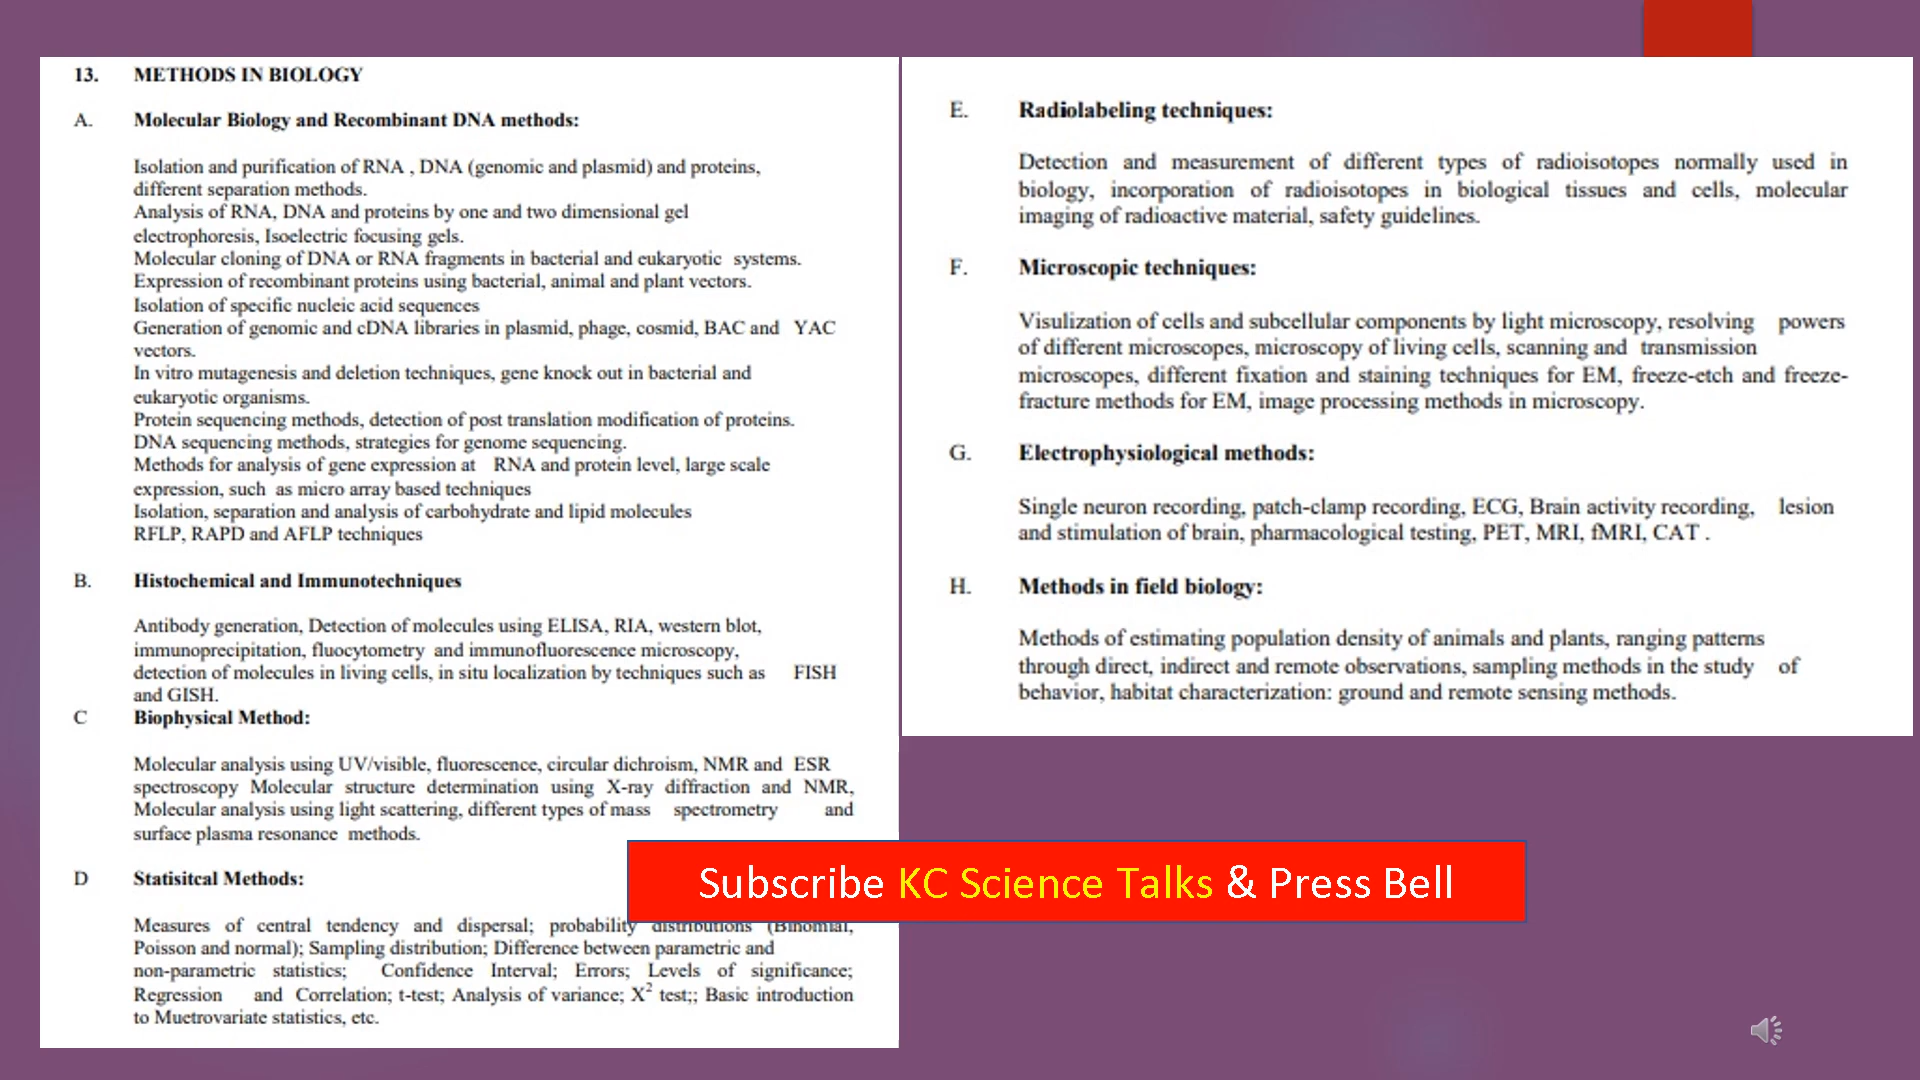 13. METHODS IN BIOLOGY
A. Molecular Biology and Recombinant DNA methods:
Isolation and purification of RNA , DNA (genomic and plasmid) and proteins,
different separation methods.
Analysis of RNA, DNA and proteins by one and two dimensional gel
electrophoresis, Isoelectric focusing gels.
Molecular cloning of DNA or RNA fragments in bacterial and eukaryotic systems.
Expression of recombinant proteins using bacterial, animal and plant vectors.
Isolation of specific nucleic acid sequences
Generation of genomic and cDNA libraries in plasmid, phage, cosmid, BAC and YAC
vectors.
In vitro mutagenesis and deletion techniques, gene knock out in bacterial and
eukaryotic organisms.
Protein sequencing methods, detection of post translation modification of proteins.
DNA sequencing methods, strategies for genome sequencing.
Methods for analysis of gene expression at RNA and protein level, large scale
expression, such as micro array based techniques
Isolation, separation and analysis of carbohydrate and lipid molecules
RFLP, RAPD and AFLP techniques
B. Histochemical and Immunotechniques
Antibody generation, Detection of molecules using ELISA, RIA, western blot,
immunoprecipitation, fluocytometry and immunofluorescence microscopy,
detection of molecules in living cells, in situ localization by techniques such as FISH
and GISH.
C Biophysical Method:
Molecular analysis using UV/visible, fluorescence, circular dichroism, NMR and ESR
spectroscopy Molecular structure determination using X-ray diffraction and NMR,
Molecular analysis using light scattering, different types of mass spectrometry and
surface plasma resonance methods.
D Statisitcal Methods:
Measures of central tendency and dispersal; probability distributions (Binomial,
Poisson and normal); Sampling distribution; Difference between parametric and
non-parametric statistics; Confidence Interval; Errors; Levels of significance;
Regression and Correlation; t-test; Analysis of variance; X² test;; Basic introduction
to Muetrovariate statistics, etc.
E. Radiolabeling techniques:
Detection and measurement of different types of radioisotopes normally used in
biology, incorporation of radioisotopes in biological tissues and cells, molecular
imaging of radioactive material, safety guidelines.
F. Microscopic techniques:
Visulization of cells and subcellular components by light microscopy, resolving powers
of different microscopes, microscopy of living cells, scanning and transmission
microscopes, different fixation and staining techniques for EM, freeze-etch and freeze-
fracture methods for EM, image processing methods in microscopy.
G. Electrophysiological methods:
Single neuron recording, patch-clamp recording, ECG, Brain activity recording, lesion
and stimulation of brain, pharmacological testing, PET, MRI, fMRI, CAT .
H. Methods in field biology:
Methods of estimating population density of animals and plants, ranging patterns
through direct, indirect and remote observations, sampling methods in the study of
behavior, habitat characterization: ground and remote sensing methods.
Subscribe KC Science Talks & Press Bell